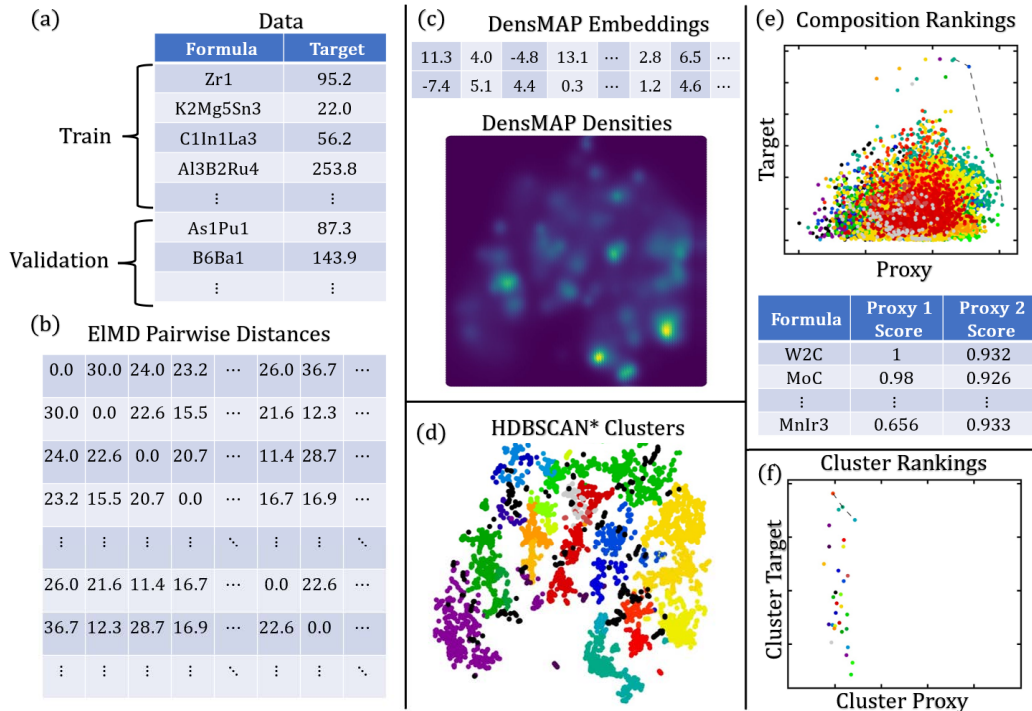 (a)
Data
Formula Target
Zr1 95.2
K2Mg5Sn3 22.0
C1In1La3 56.2
Al3B2Ru4 253.8
⋮ ⋮
As1Pu1 87.3
B6Ba1 143.9
⋮ ⋮
Train
Validation
(b)
ElMD Pairwise Distances
0.0 30.0 24.0 23.2 ⋯ 26.0 36.7 ⋯
30.0 0.0 22.6 15.5 ⋯ 21.6 12.3 ⋯
24.0 22.6 0.0 20.7 ⋯ 11.4 28.7 ⋯
23.2 15.5 20.7 0.0 ⋯ 16.7 16.9 ⋯
⋮ ⋮ ⋮ ⋮ ⋱ ⋮ ⋮ ⋱
26.0 21.6 11.4 16.7 ⋯ 0.0 22.6 ⋯
36.7 12.3 28.7 16.9 ⋯ 22.6 0.0 ⋯
⋮ ⋮ ⋮ ⋮ ⋱ ⋮ ⋮ ⋱
(c)
DensMAP Embeddings
11.3 4.0 -4.8 13.1 ⋯ 2.8 6.5 ⋯
-7.4 5.1 4.4 0.3 ⋯ 1.2 4.6 ⋯
DensMAP Densities
(d)
HDBSCAN* Clusters
(e)
Composition Rankings
Target
Proxy
Formula Proxy 1 Score Proxy 2 Score
W2C 1 0.932
MoC 0.98 0.926
⋮ ⋮ ⋮
MnIr3 0.656 0.933
(f)
Cluster Rankings
Cluster Target
Cluster Proxy